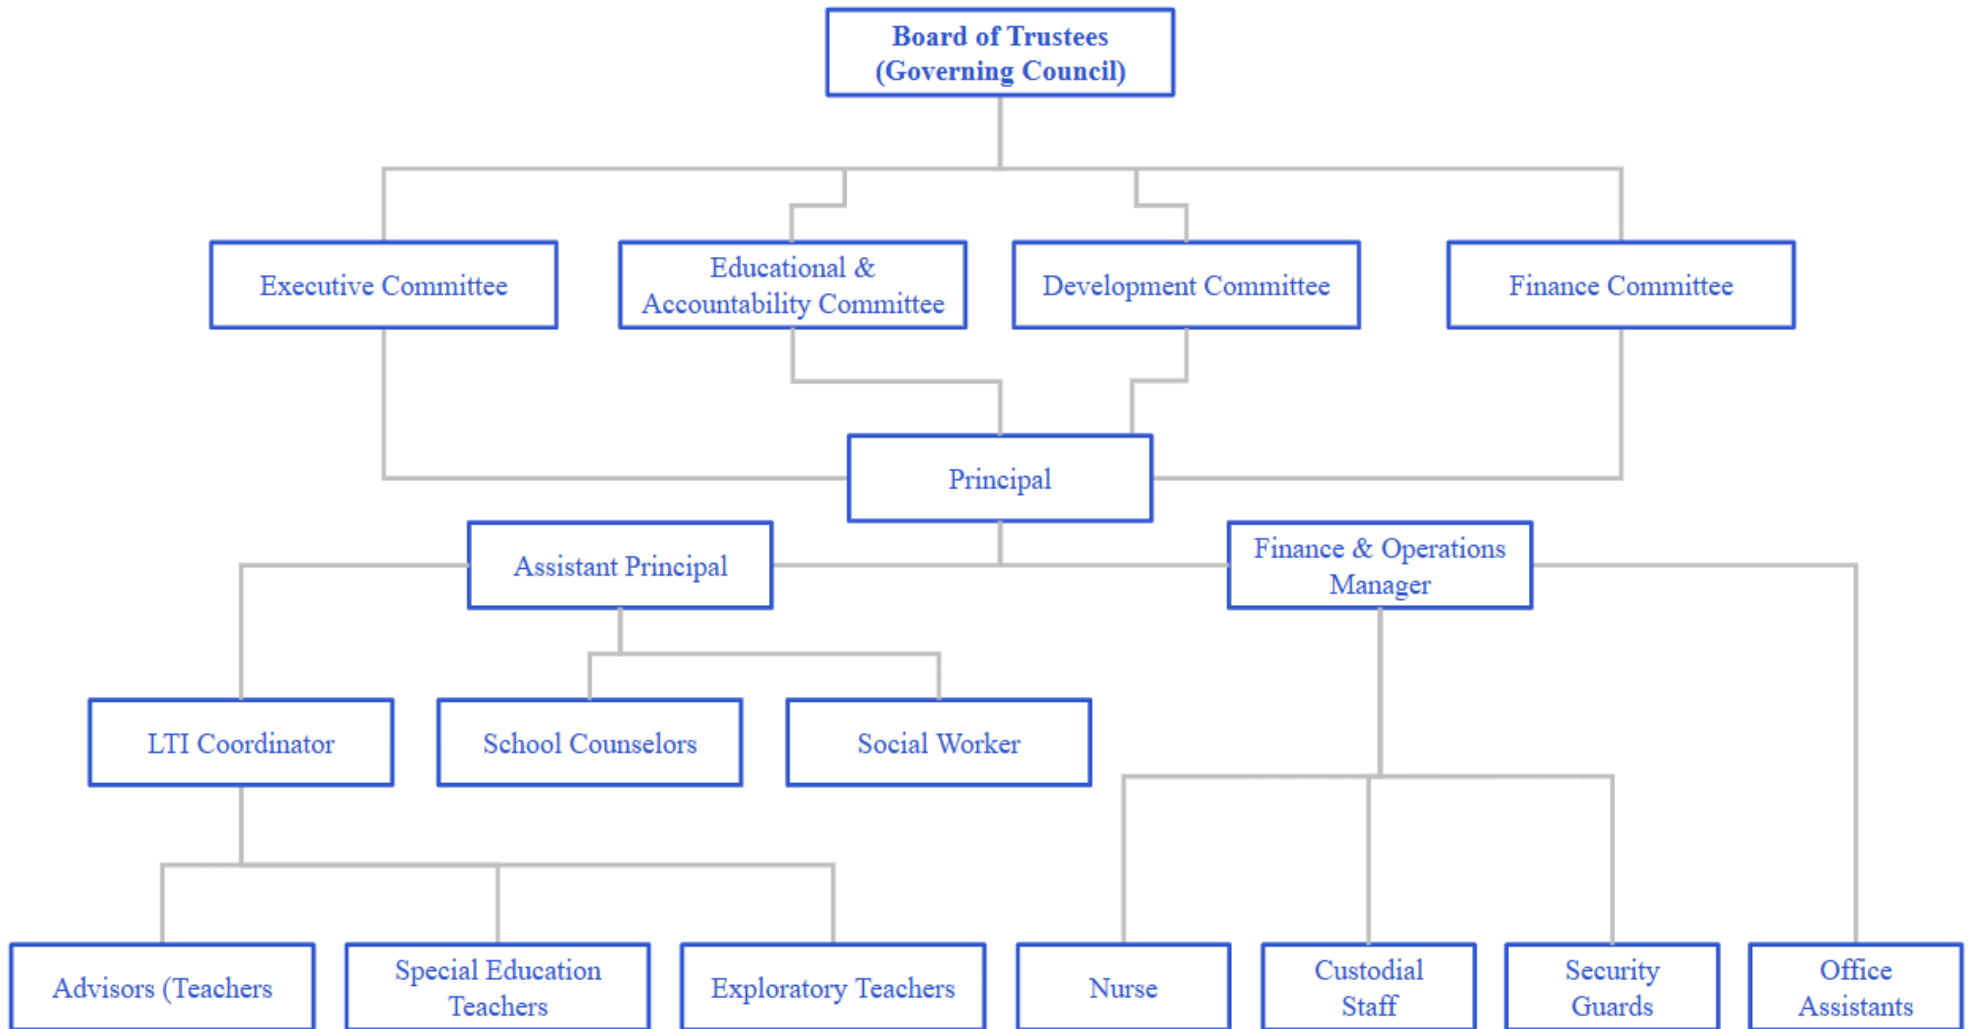 Board of Trustees
(Governing Council)
Executive Committee
Educational &
Accountability Committee
Development Committee
Finance Committee
Principal
Assistant Principal
Finance & Operations
Manager
LTI Coordinator
School Counselors
Social Worker
Advisors (Teachers
Special Education
Teachers
Exploratory Teachers
Nurse
Custodial
Staff
Security
Guards
Office
Assistants